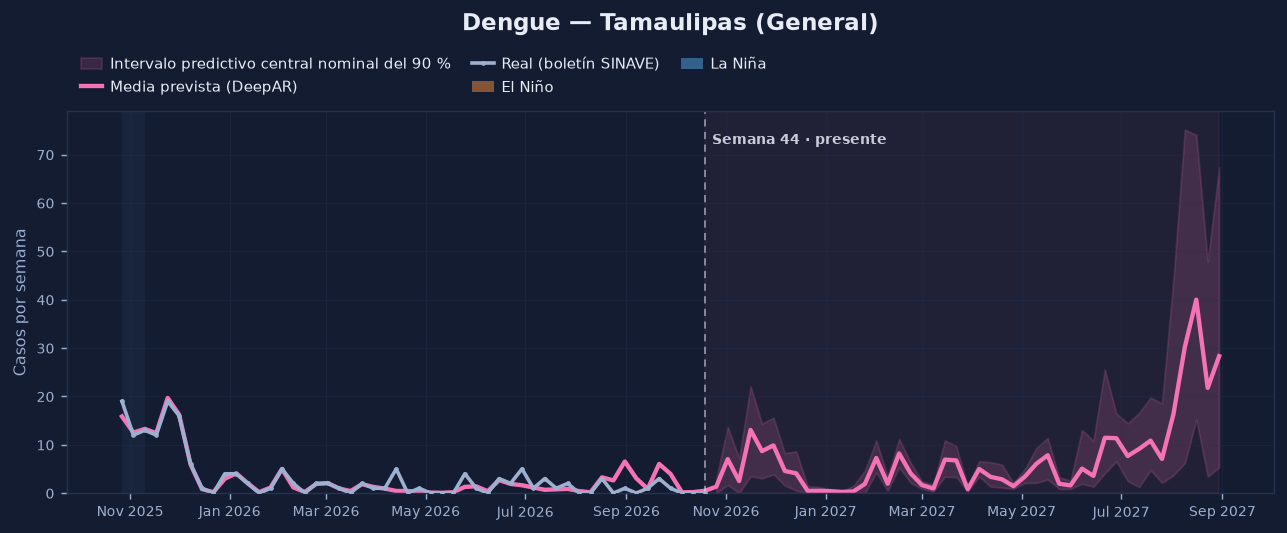 Dengue — Tamaulipas (General)
Intervalo predictivo central nominal del 90 %
Real (boletín SINAVE)
La Niña
Media prevista (DeepAR)
El Niño
Semana 44 · presente
Casos por semana
70
60
50
40
30
20
10
0
Nov 2025
Jan 2026
Mar 2026
May 2026
Jul 2026
Sep 2026
Nov 2026
Jan 2027
Mar 2027
May 2027
Jul 2027
Sep 2027